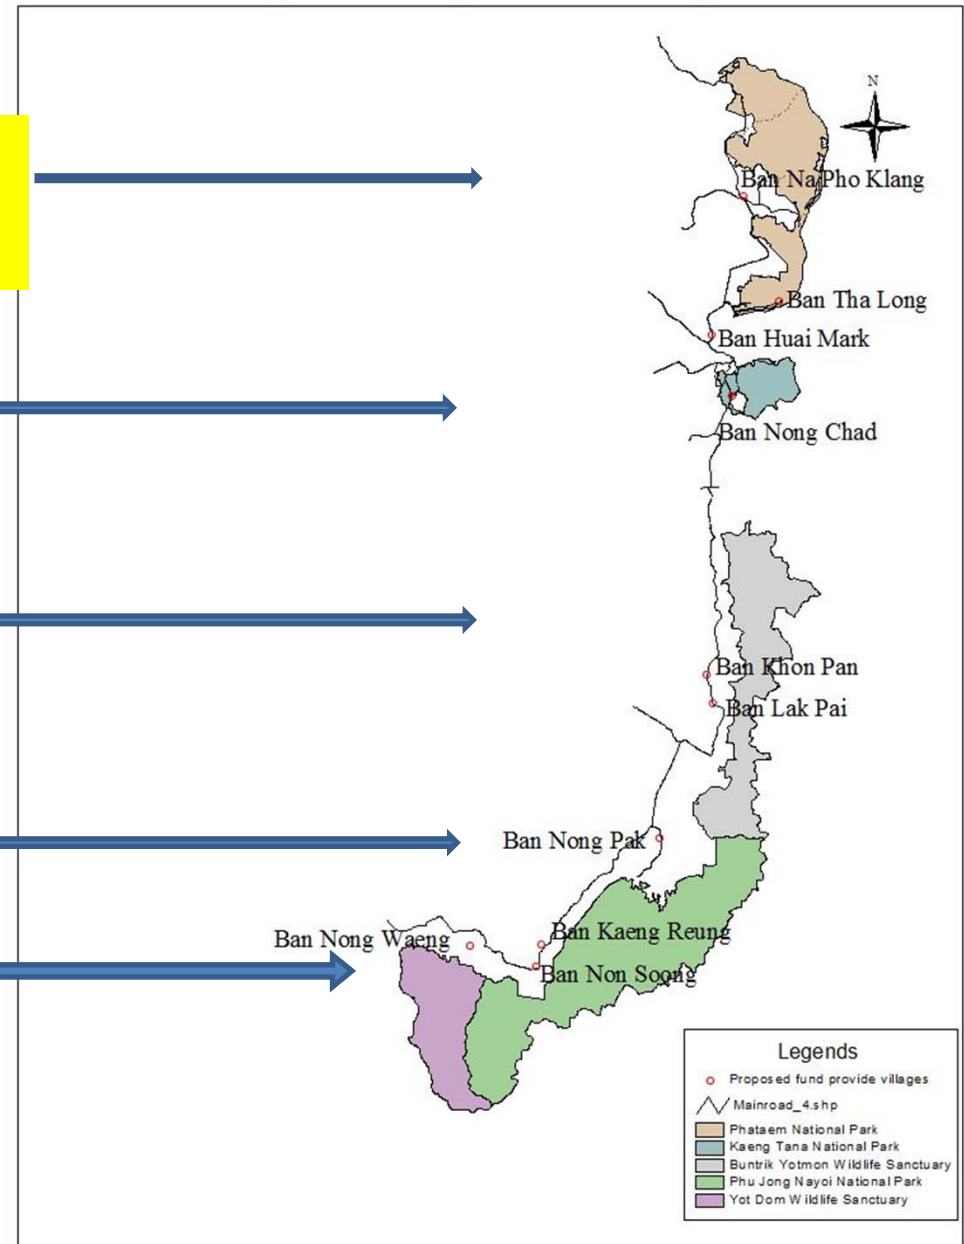 N
Ban Na Pho Klang
Ban Tha Long
Ban Huai Mark
Ban Nong Chad
Ban Khon Pan
Ban Lak Pai
Ban Nong Pak
Ban Kaeng Reung
Ban Nong Waeng
Ban Non Soong
Legends
Proposed fund provide villages
Mainroad_4.shp
Phataem National Park
Kaeng Tana National Park
Buntrik Yotmon Wildlife Sanctuary
Phu Jong Nayoi National Park
Yot Dom Wildlife Sanctuary